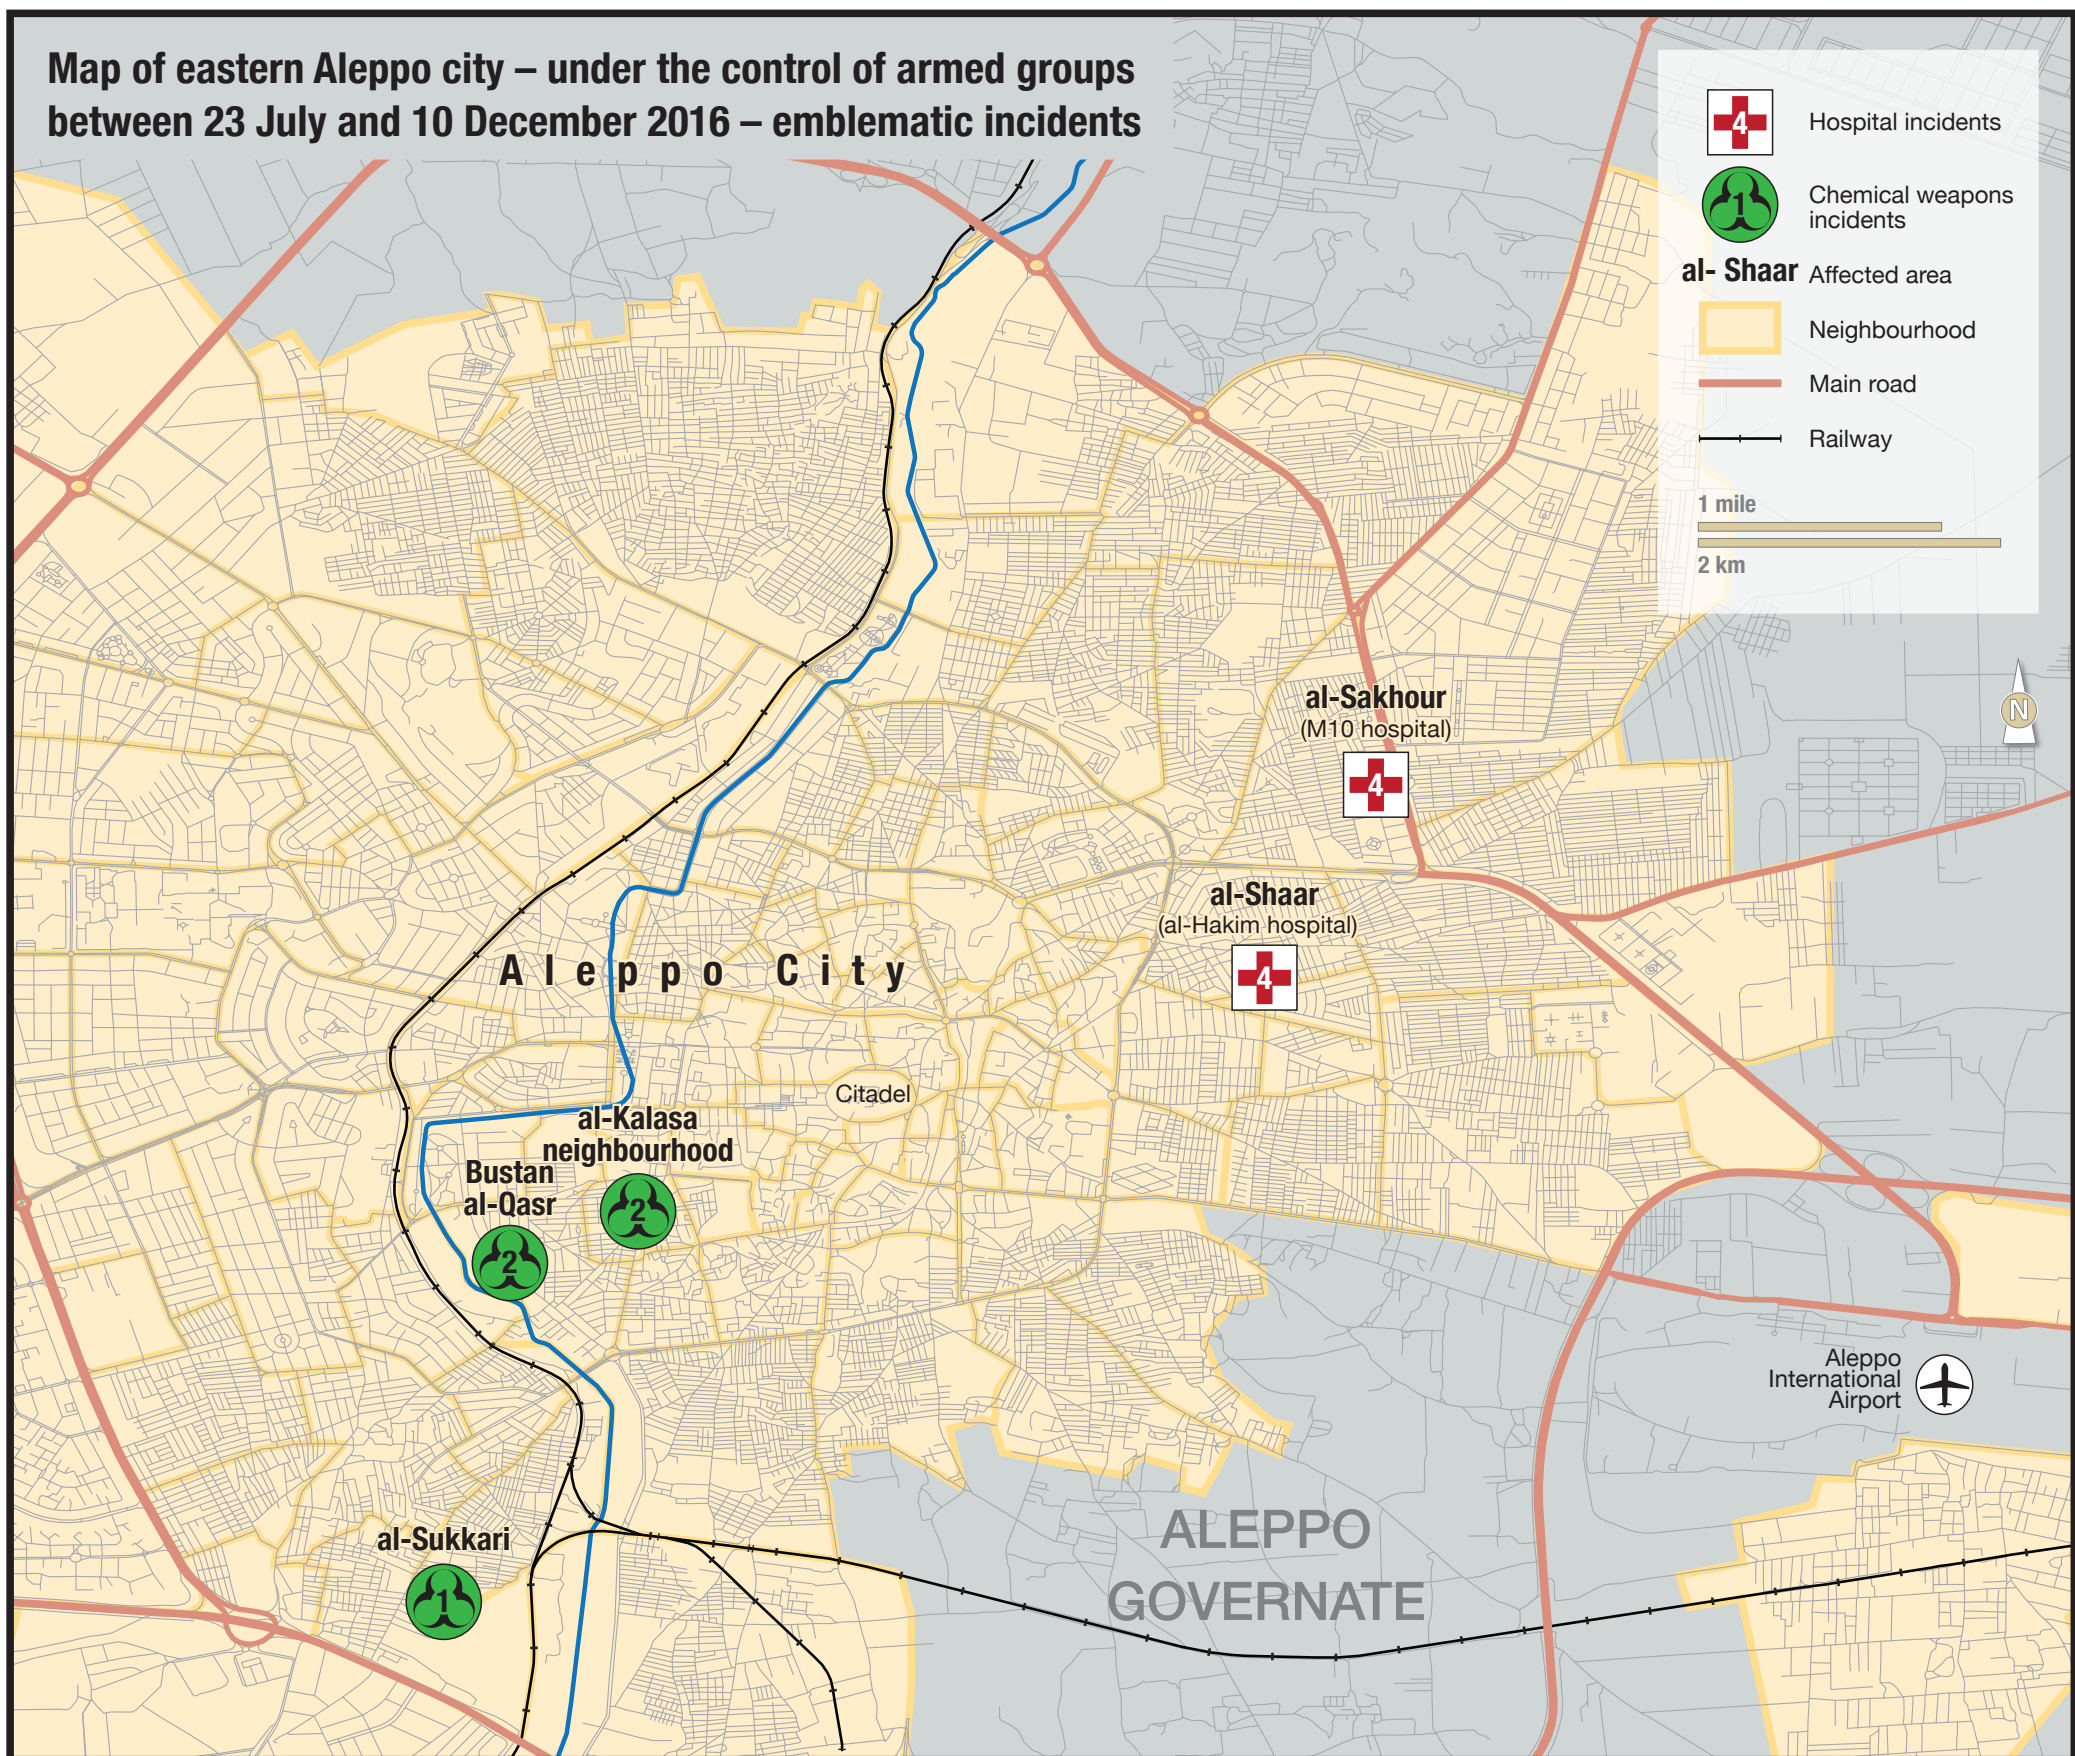 Map of eastern Aleppo city – under the control of armed groups
between 23 July and 10 December 2016 – emblematic incidents
4
Hospital incidents
1
Chemical weapons
incidents
al- Shaar
Affected area
Neighbourhood
Main road
Railway
1 mile
2 km
N
al-Sakhour
(M10 hospital)
4
al-Shaar
(al-Hakim hospital)
4
Aleppo City
Citadel
al-Kalasa
neighbourhood
2
Bustan
al-Qasr
2
Aleppo
International
Airport
al-Sukkari
1
ALEPPO
GOVERNATE